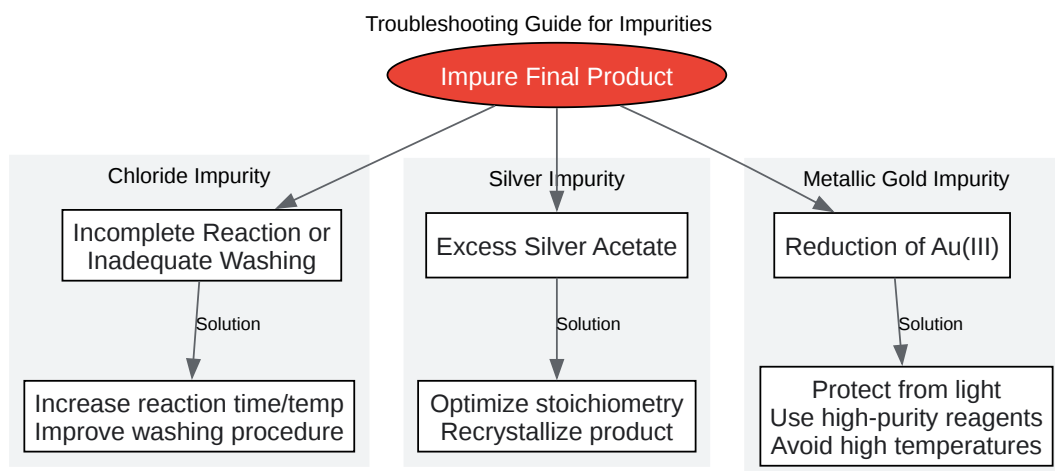 Troubleshooting Guide for Impurities
Impure Final Product
Chloride Impurity
Incomplete Reaction or
Inadequate Washing
Solution
Increase reaction time/temp
Improve washing procedure
Silver Impurity
Excess Silver Acetate
Solution
Optimize stoichiometry
Recrystallize product
Metallic Gold Impurity
Reduction of Au(III)
Solution
Protect from light
Use high-purity reagents
Avoid high temperatures